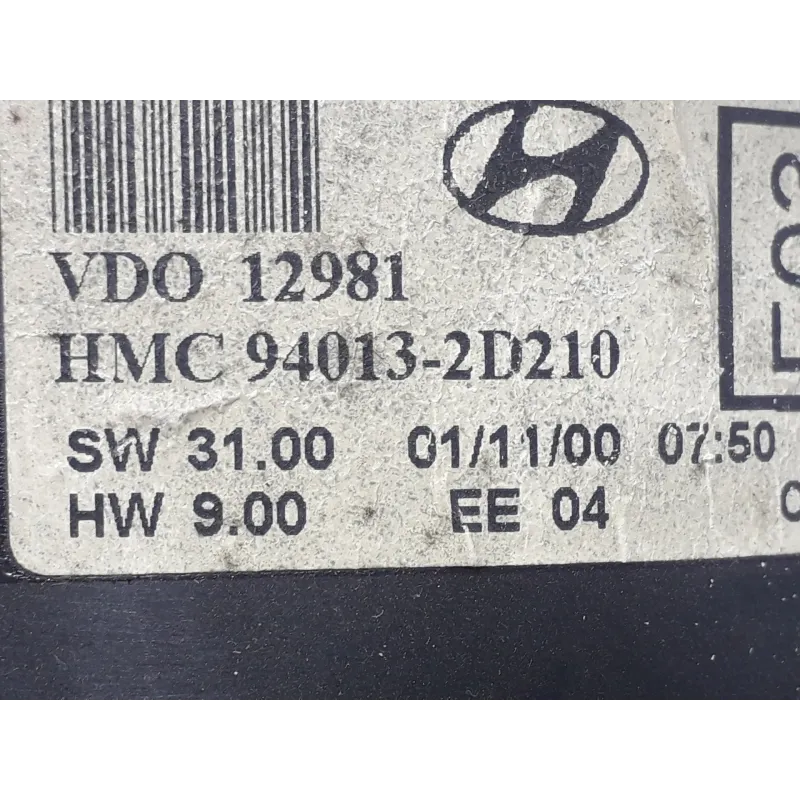 VDO 12981
HMC 94013-2D210
SW 31.00 01/11/00 07:50
HW 9.00 EE 04